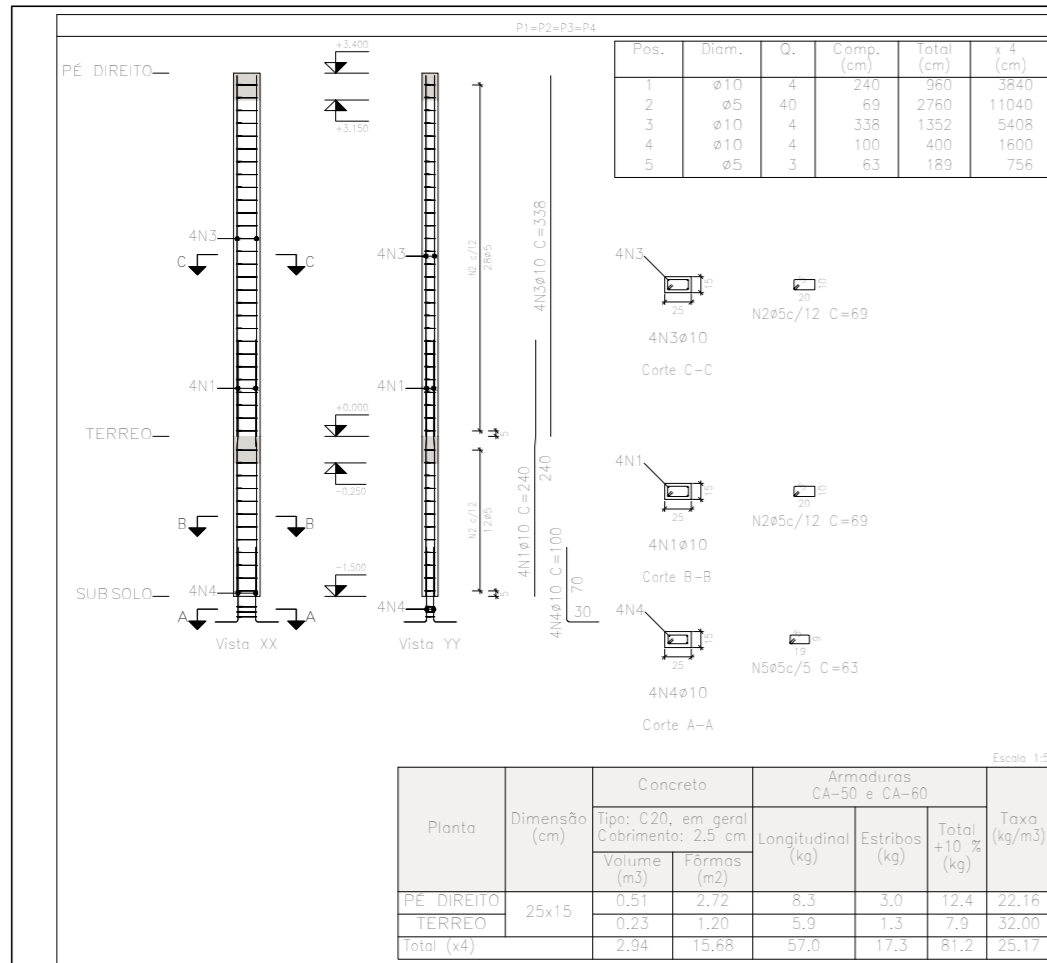 P1=P2=P3=P4
Pos. Diam. Q. Comp. (cm) Total (cm) x 4 (cm)
1 ø10 4 240 960 3840
2 ø5 40 69 2760 11040
3 ø10 4 338 1352 5408
4 ø10 4 100 400 1600
5 ø5 3 63 189 756
PÉ DIREITO
+3.400
+3.150
4N3
C
C
TERREO
4N1
+0.000
-0.250
B
B
SUBSOLO
4N4
-1.500
A
A
Vista XX
4N3
4N1
4N4
Vista YY
N2 c/12
28ø5
5
N2 c/12
12ø5
5
4N3ø10 C=338
4N1ø10 C=240
240
4N4ø10 C=100
70
30
4N3
15
25
4N3ø10
Corte C-C
10
20
N2ø5c/12 C=69
4N1
15
25
4N1ø10
Corte B-B
10
20
N2ø5c/12 C=69
4N4
15
25
4N4ø10
Corte A-A
9
19
N5ø5c/5 C=63
Planta Dimensão (cm) Concreto Armaduras CA-50 e CA-60 Taxa (kg/m3)
Tipo: C20, em geral
Cobrimento: 2.5 cm
Longitudinal (kg) Estribos (kg) Total +10 % (kg)
Volume (m3) Fôrmas (m2)
PÉ DIREITO 25x15 0.51 2.72 8.3 3.0 12.4 22.16
TERREO 0.23 1.20 5.9 1.3 7.9 32.00
Total (x4) 2.94 15.68 57.0 17.3 81.2 25.17